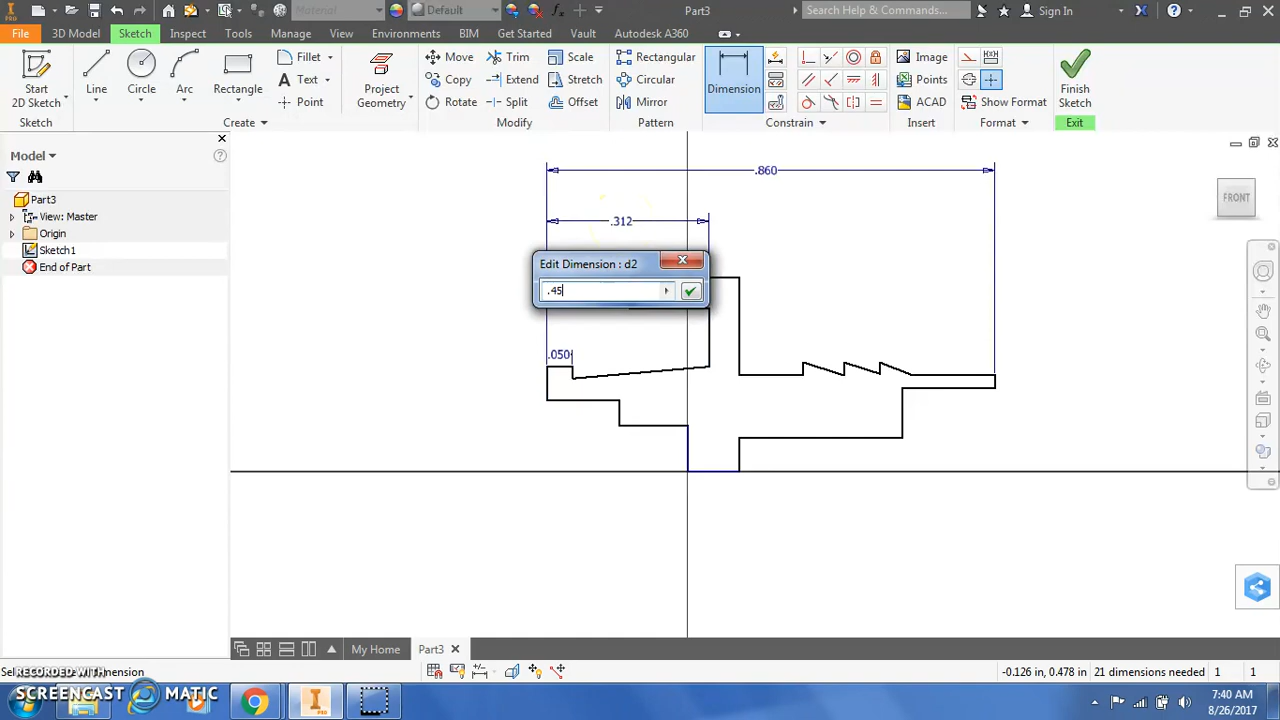 Material
Default
Part3
Search Help & Commands...
Sign In
File
3D Model
Sketch
Inspect
Tools
Manage
View
Environments
BIM
Get Started
Vault
Autodesk A360
Start
2D Sketch
Line
Circle
Arc
Rectangle
Fillet
Text
Point
Project
Geometry
Move
Copy
Rotate
Trim
Extend
Split
Scale
Stretch
Offset
Rectangular
Circular
Mirror
Dimension
Image
Points
ACAD
Show Format
Finish
Sketch
Sketch
Create
Modify
Pattern
Constrain
Insert
Format
Exit
Model
Part3
View: Master
Origin
Sketch1
End of Part
.860
.312
FRONT
Edit Dimension : d2
.45
.050
My Home
Part3
RECORDED WITH
SCREENCAST MATIC
-0.126 in, 0.478 in
21 dimensions needed
1
1
7:40 AM
8/26/2017